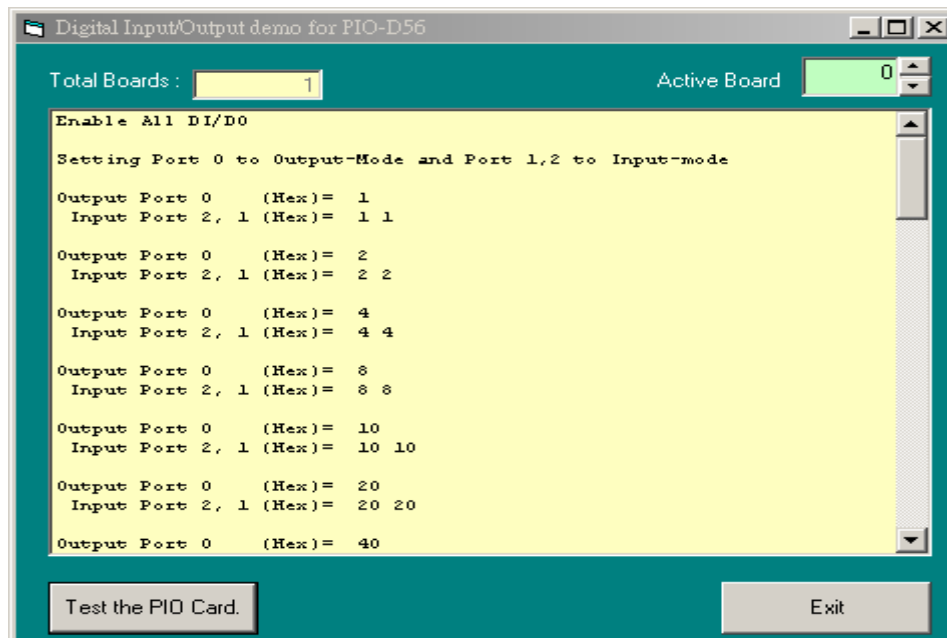 Digital Input/Output demo for PIO-D56
Total Boards : 1
Active Board 0
Enable All DI/DO
Setting Port 0 to Output-Mode and Port 1,2 to Input-mode
Output Port 0 (Hex)= 1
Input Port 2, 1 (Hex)= 1 1
Output Port 0 (Hex)= 2
Input Port 2, 1 (Hex)= 2 2
Output Port 0 (Hex)= 4
Input Port 2, 1 (Hex)= 4 4
Output Port 0 (Hex)= 8
Input Port 2, 1 (Hex)= 8 8
Output Port 0 (Hex)= 10
Input Port 2, 1 (Hex)= 10 10
Output Port 0 (Hex)= 20
Input Port 2, 1 (Hex)= 20 20
Output Port 0 (Hex)= 40
Test the PIO Card.
Exit